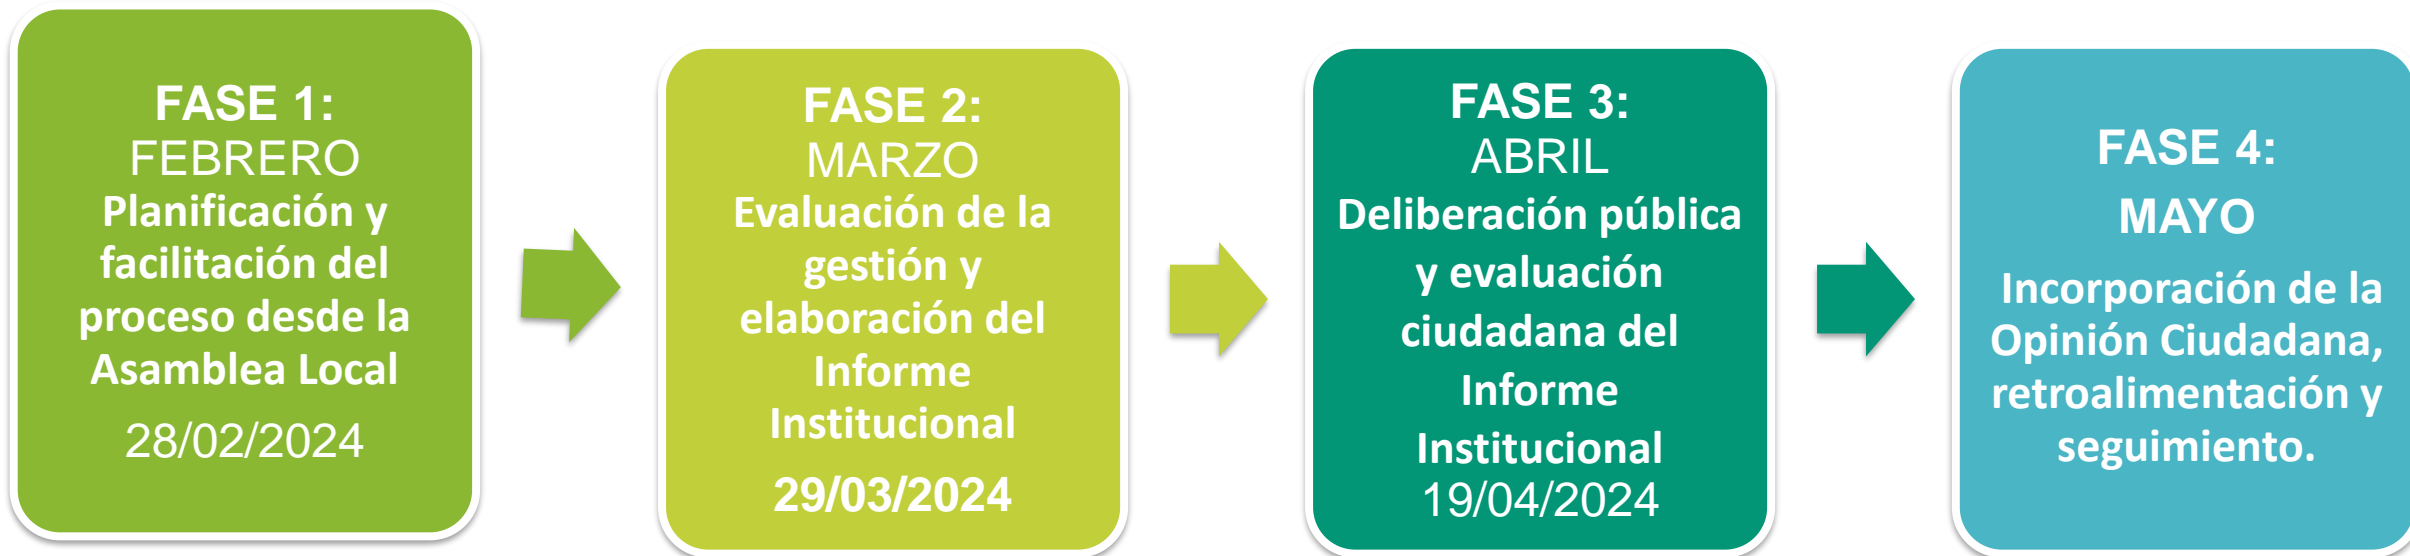 FASE 1:
FEBRERO
Planificación y
facilitación del
proceso desde la
Asamblea Local
28/02/2024
FASE 2:
MARZO
Evaluación de la
gestión y
elaboración del
Informe
Institucional
29/03/2024
FASE 3:
ABRIL
Deliberación pública
y evaluación
ciudadana del
Informe
Institucional
19/04/2024
FASE 4:
MAYO
Incorporación de la
Opinión Ciudadana,
retroalimentación y
seguimiento.